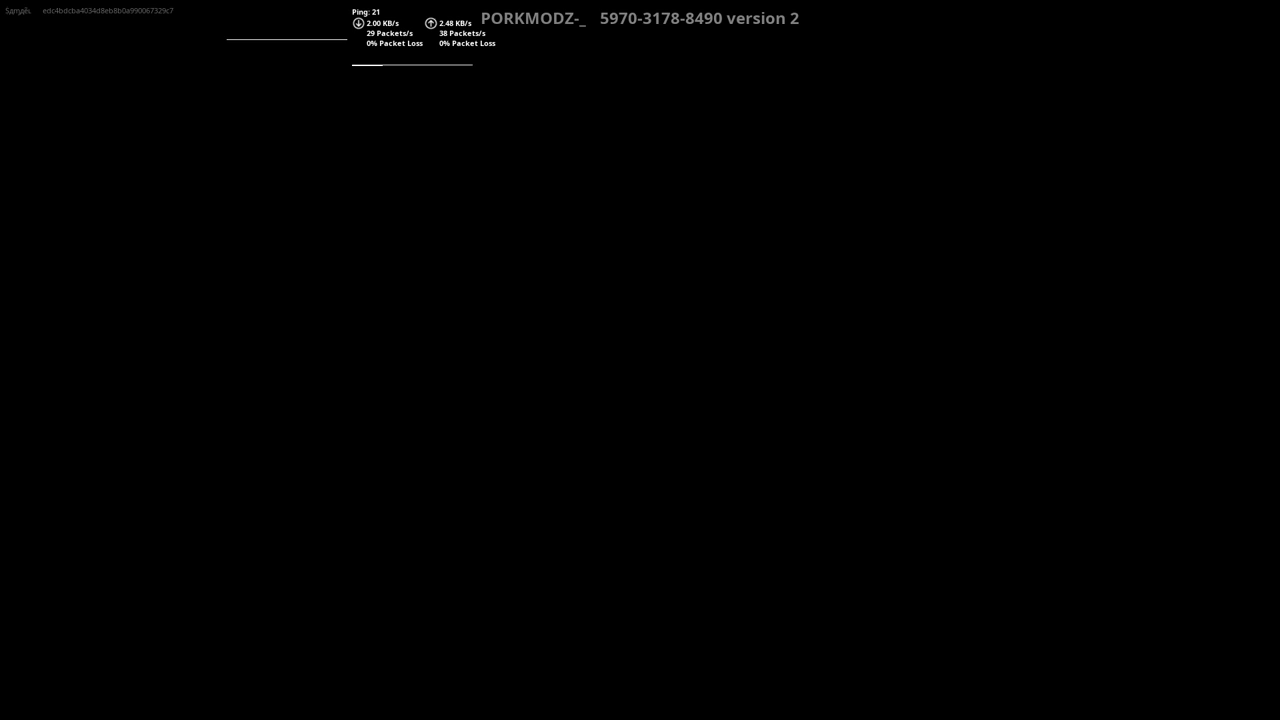 edc4bdcba4034d8eb8b0a990067329c7
Ping: 21
2.00 KB/s 2.48 KB/s
29 Packets/s 38 Packets/s
0% Packet Loss 0% Packet Loss
PORKMODZ-_ 5970-3178-8490 version 2